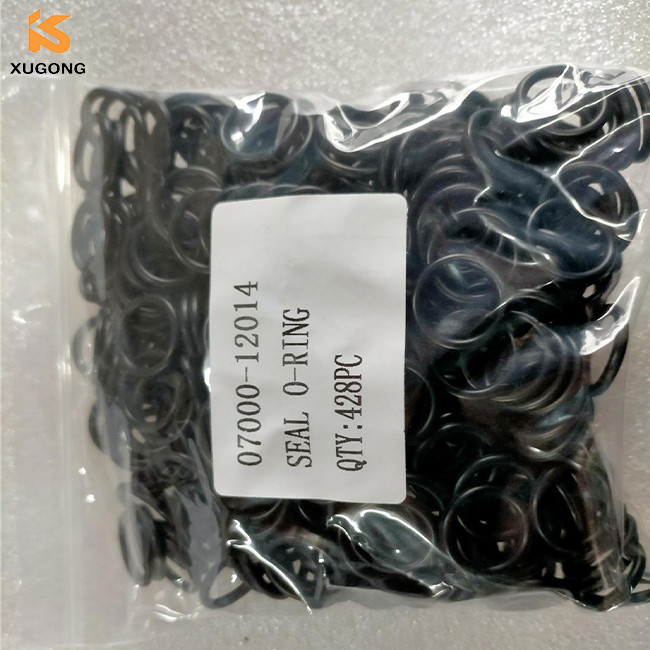 XUGONG
07000-12014
SEAL O-RING
QTY:428PC